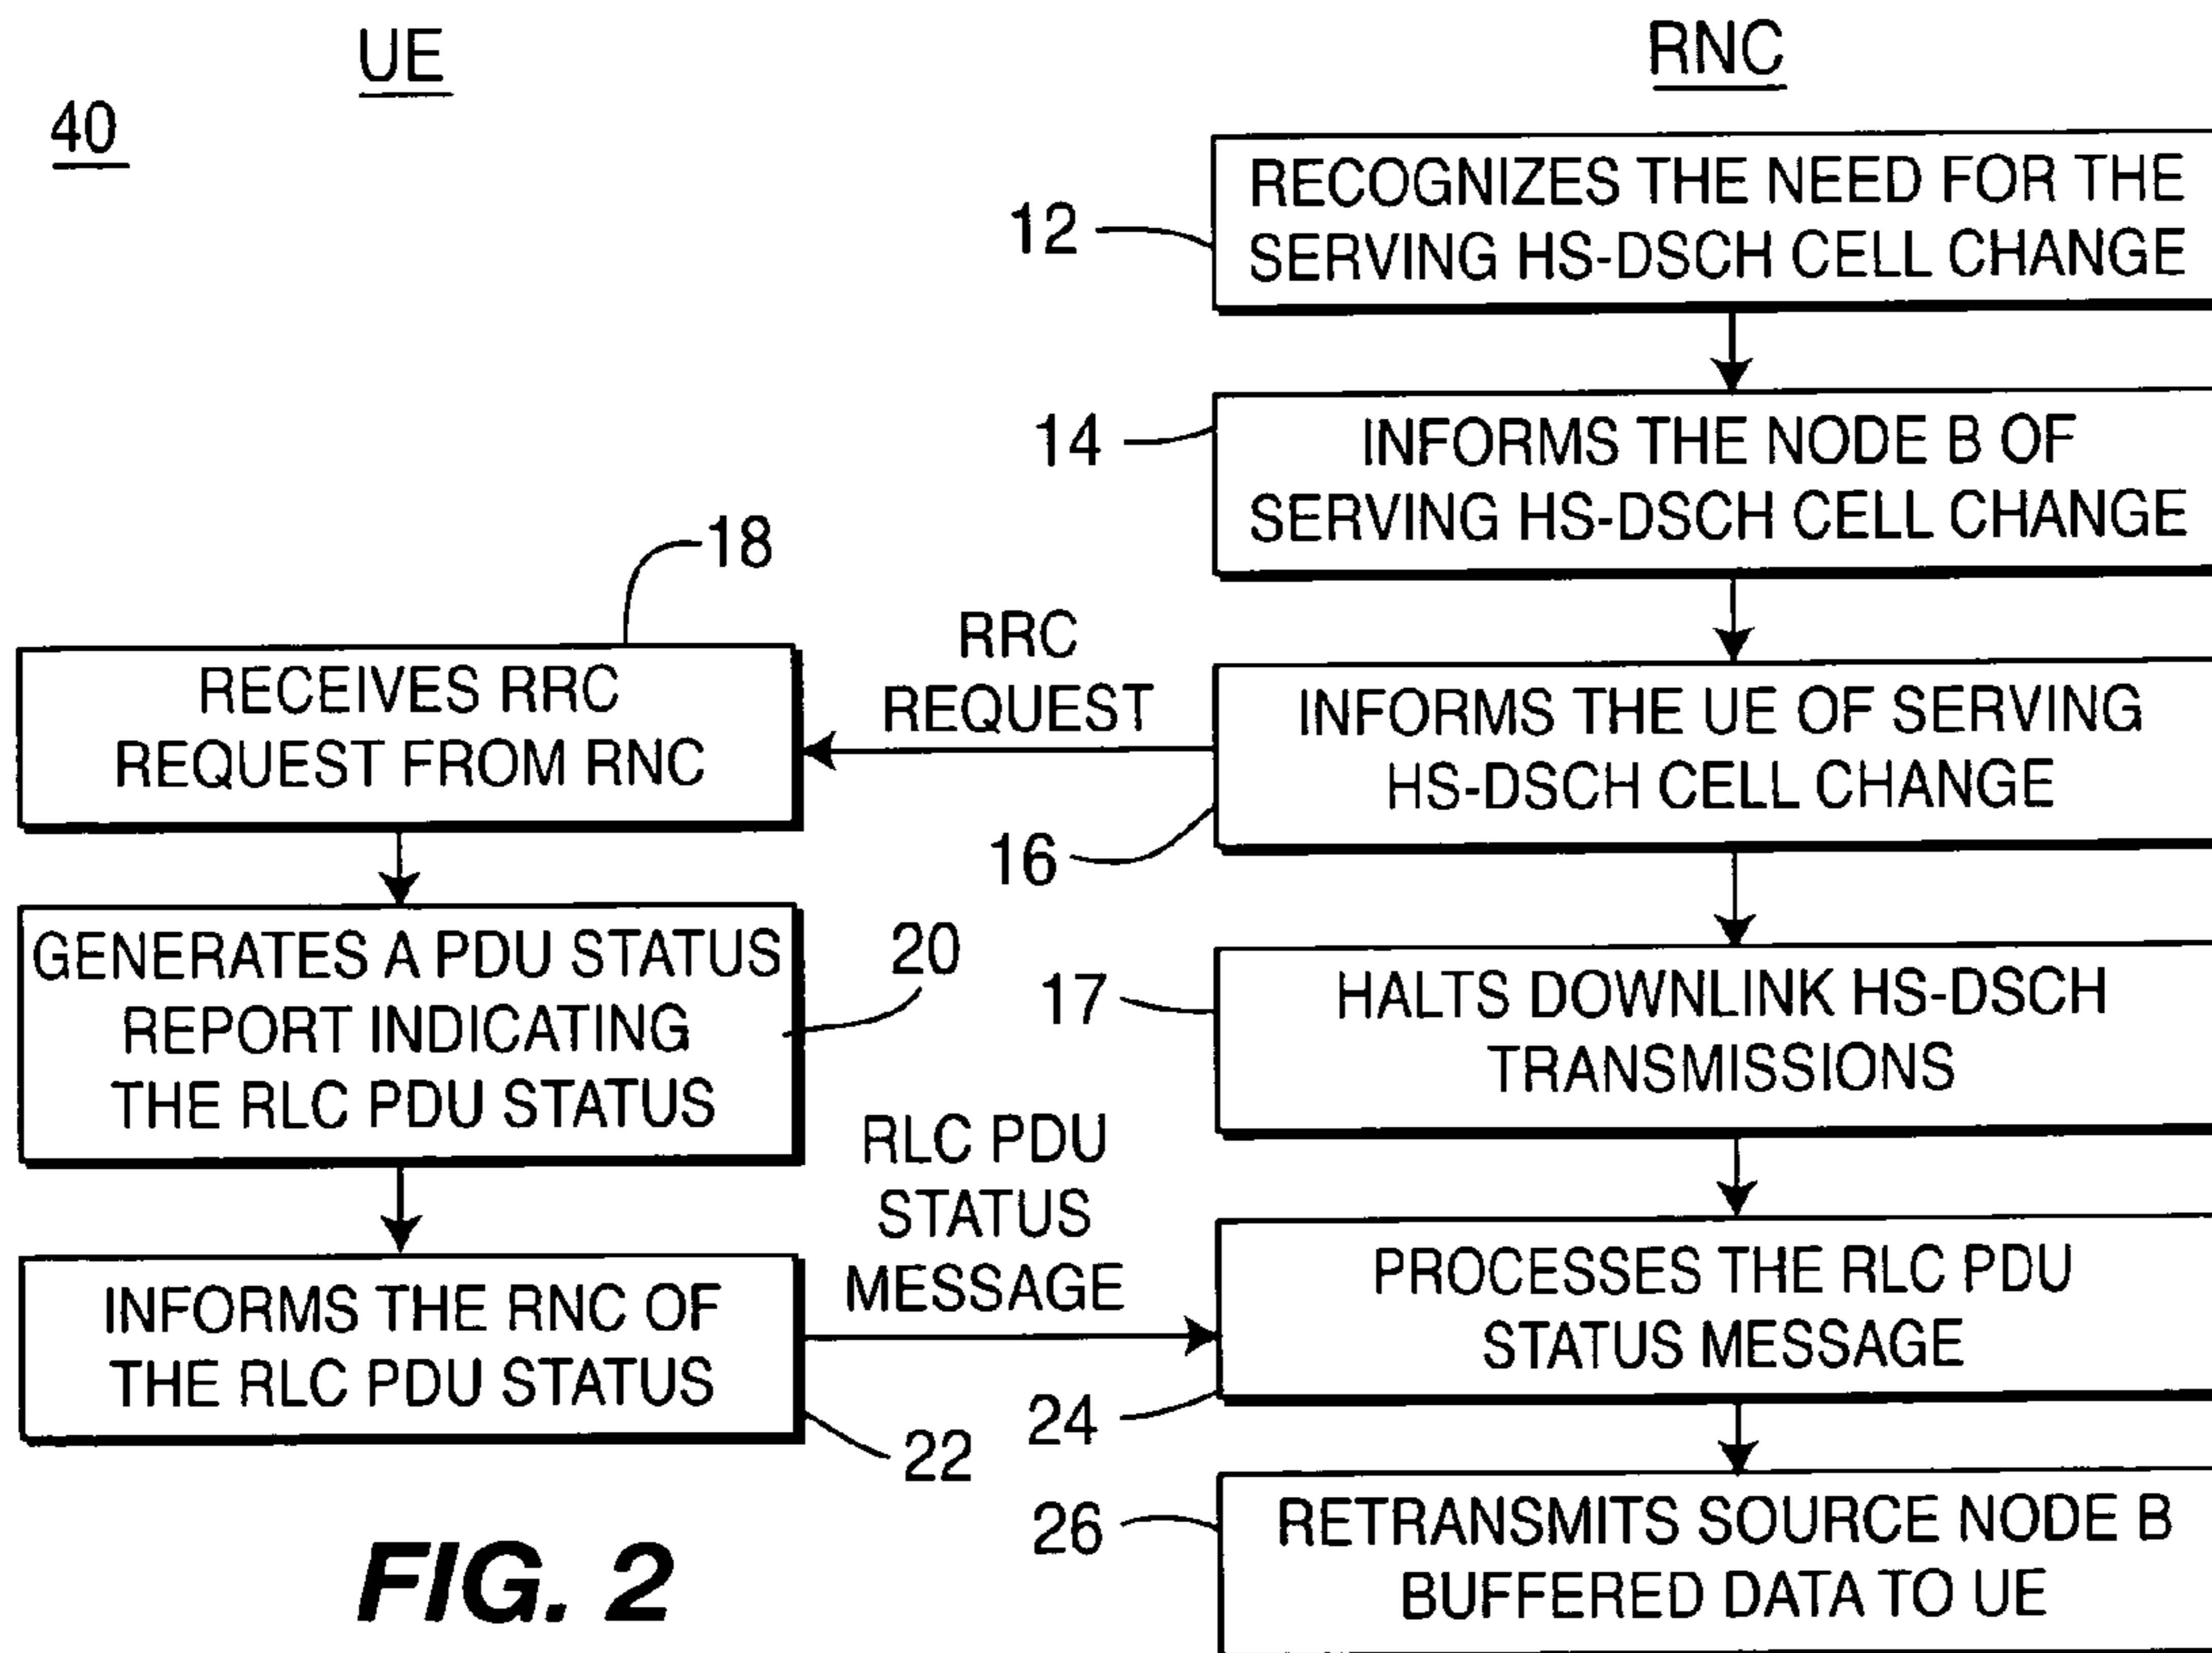 UE
RNC
40
RECOGNIZES THE NEED FOR THE
SERVING HS-DSCH CELL CHANGE
12
INFORMS THE NODE B OF
SERVING HS-DSCH CELL CHANGE
14
18
RECEIVES RRC
REQUEST FROM RNC
RRC
REQUEST
INFORMS THE UE OF SERVING
HS-DSCH CELL CHANGE
16
GENERATES A PDU STATUS
REPORT INDICATING
THE RLC PDU STATUS
20
17
HALTS DOWNLINK HS-DSCH
TRANSMISSIONS
RLC PDU
STATUS
MESSAGE
INFORMS THE RNC OF
THE RLC PDU STATUS
22
PROCESSES THE RLC PDU
STATUS MESSAGE
24
26
RETRANSMITS SOURCE NODE B
BUFFERED DATA TO UE
FIG. 2